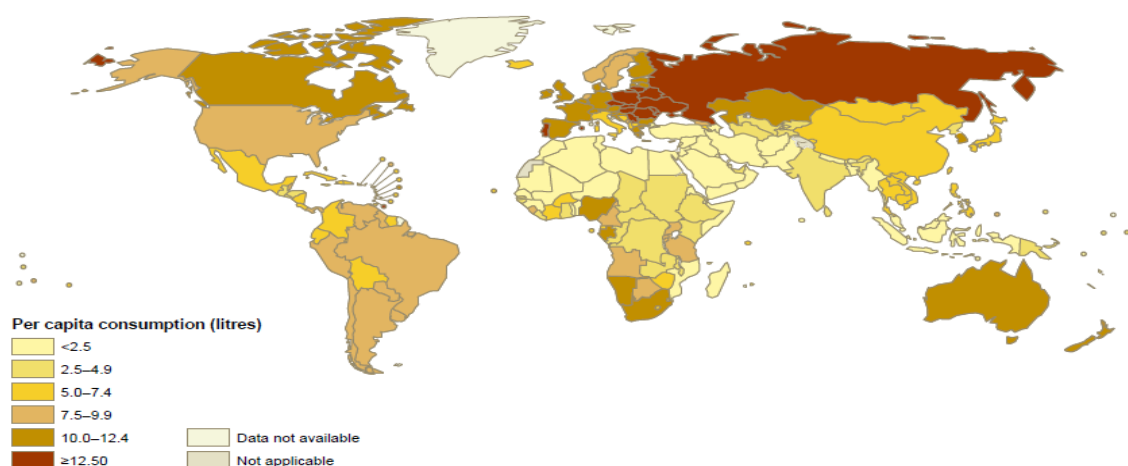 Per capita consumption (litres)
<2.5
2.5–4.9
5.0–7.4
7.5–9.9
10.0–12.4
≥12.50
Data not available
Not applicable